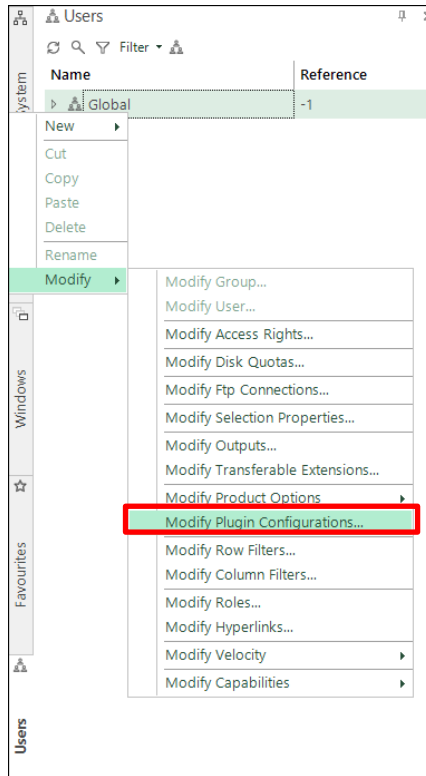 Users
Filter
Name Reference
Global -1
New
Cut
Copy
Paste
Delete
Rename
Modify
Modify Group...
Modify User...
Modify Access Rights...
Modify Disk Quotas...
Modify Ftp Connections...
Modify Selection Properties...
Modify Outputs...
Modify Transferable Extensions...
Modify Product Options
Modify Plugin Configurations...
Modify Row Filters...
Modify Column Filters...
Modify Roles...
Modify Hyperlinks...
Modify Velocity
Modify Capabilities
Windows
Favourites
Users